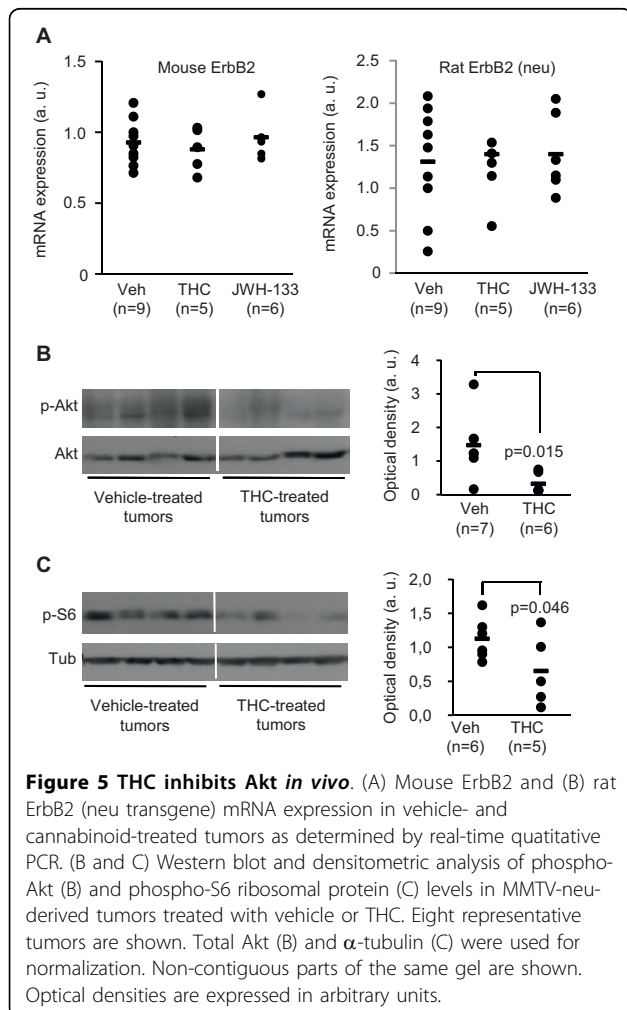 A
Mouse ErbB2
Rat ErbB2 (neu)
mRNA expression (a. u.)
1.5
1.0
0.5
0
Veh
(n=9)
THC
(n=5)
JWH-133
(n=6)
mRNA expression (a. u.)
2.5
2.0
1.5
1.0
0.5
0
Veh
(n=9)
THC
(n=5)
JWH-133
(n=6)
B
p-Akt
Akt
Vehicle-treated
tumors
THC-treated
tumors
Optical density (a. u.)
4
3
2
1
0
p=0.015
Veh
(n=7)
THC
(n=6)
C
p-S6
Tub
Vehicle-treated
tumors
THC-treated
tumors
Optical density (a. u.)
2,0
1,5
1,0
0,5
0,0
p=0.046
Veh
(n=6)
THC
(n=5)
Figure 5 THC inhibits Akt in vivo. (A) Mouse ErbB2 and (B) rat
ErbB2 (neu transgene) mRNA expression in vehicle- and
cannabinoid-treated tumors as determined by real-time quatitative
PCR. (B and C) Western blot and densitometric analysis of phospho-
Akt (B) and phospho-S6 ribosomal protein (C) levels in MMTV-neu-
derived tumors treated with vehicle or THC. Eight representative
tumors are shown. Total Akt (B) and α-tubulin (C) were used for
normalization. Non-contiguous parts of the same gel are shown.
Optical densities are expressed in arbitrary units.